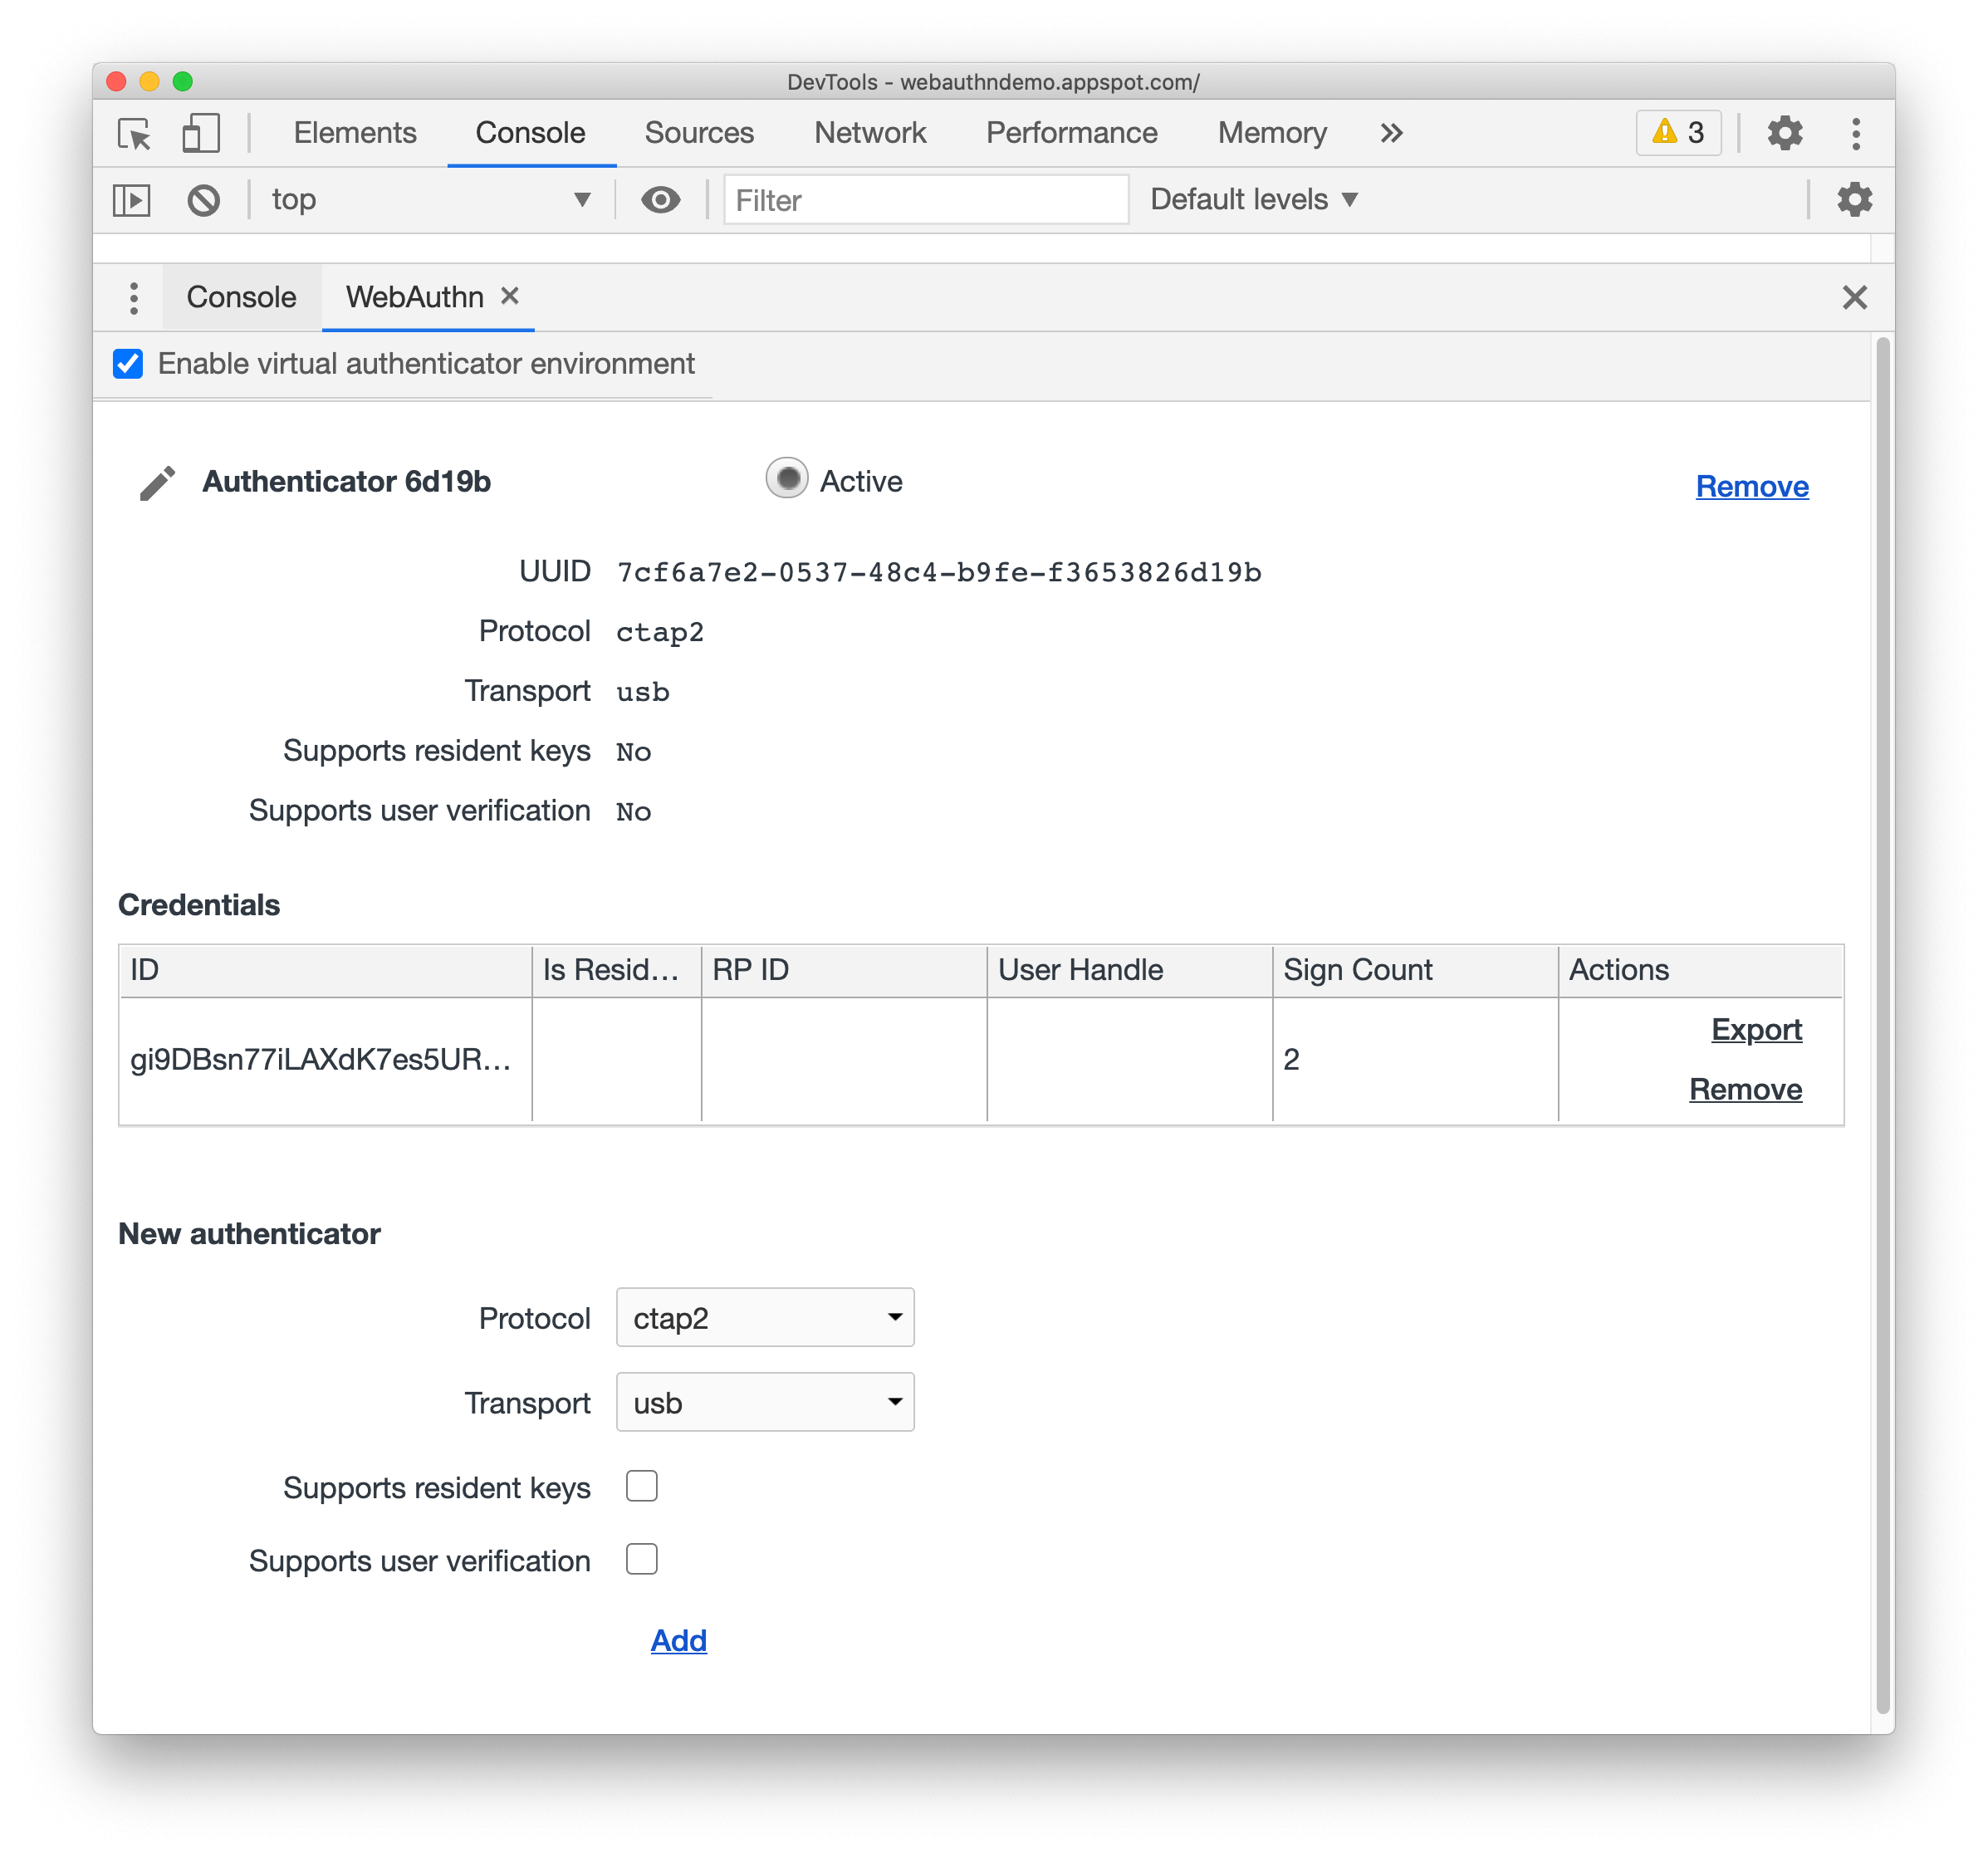 DevTools - webauthndemo.appspot.com/
Elements Console Sources Network Performance Memory » 3
top Filter Default levels
Console WebAuthn
Enable virtual authenticator environment
Authenticator 6d19b Active Remove
UUID 7cf6a7e2-0537-48c4-b9fe-f3653826d19b
Protocol ctap2
Transport usb
Supports resident keys No
Supports user verification No
Credentials
ID Is Resid... RP ID User Handle Sign Count Actions
gi9DBsn77iLAXdK7es5UR... 2 Export
Remove
New authenticator
Protocol ctap2
Transport usb
Supports resident keys
Supports user verification
Add